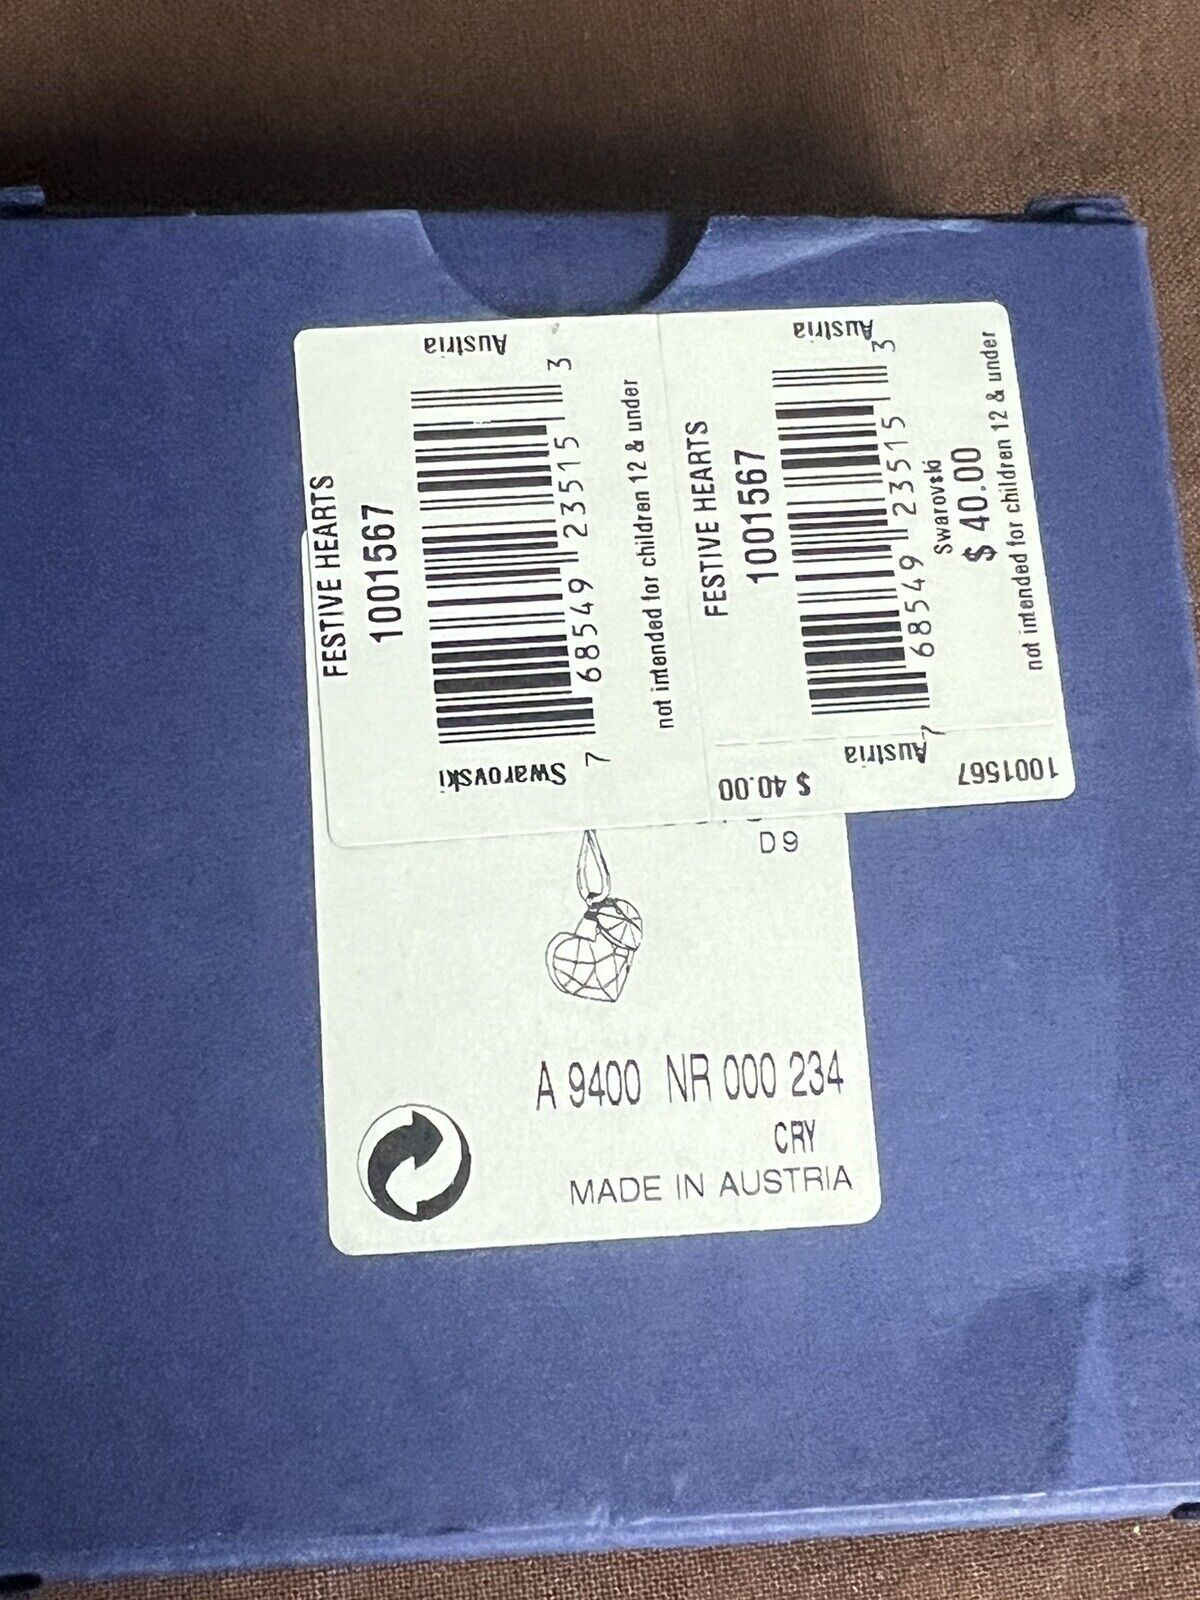 FESTIVE HEARTS
1001567
Austria
7 68549 23515 3
Swarovski
not intended for children 12 & under
FESTIVE HEARTS
1001567
Austria
7 68549 23515 3
Austria
Swarovski
$ 40.00
not intended for children 12 & under
$ 40.00
1001567
D9
A 9400 NR 000 234
CRY
MADE IN AUSTRIA